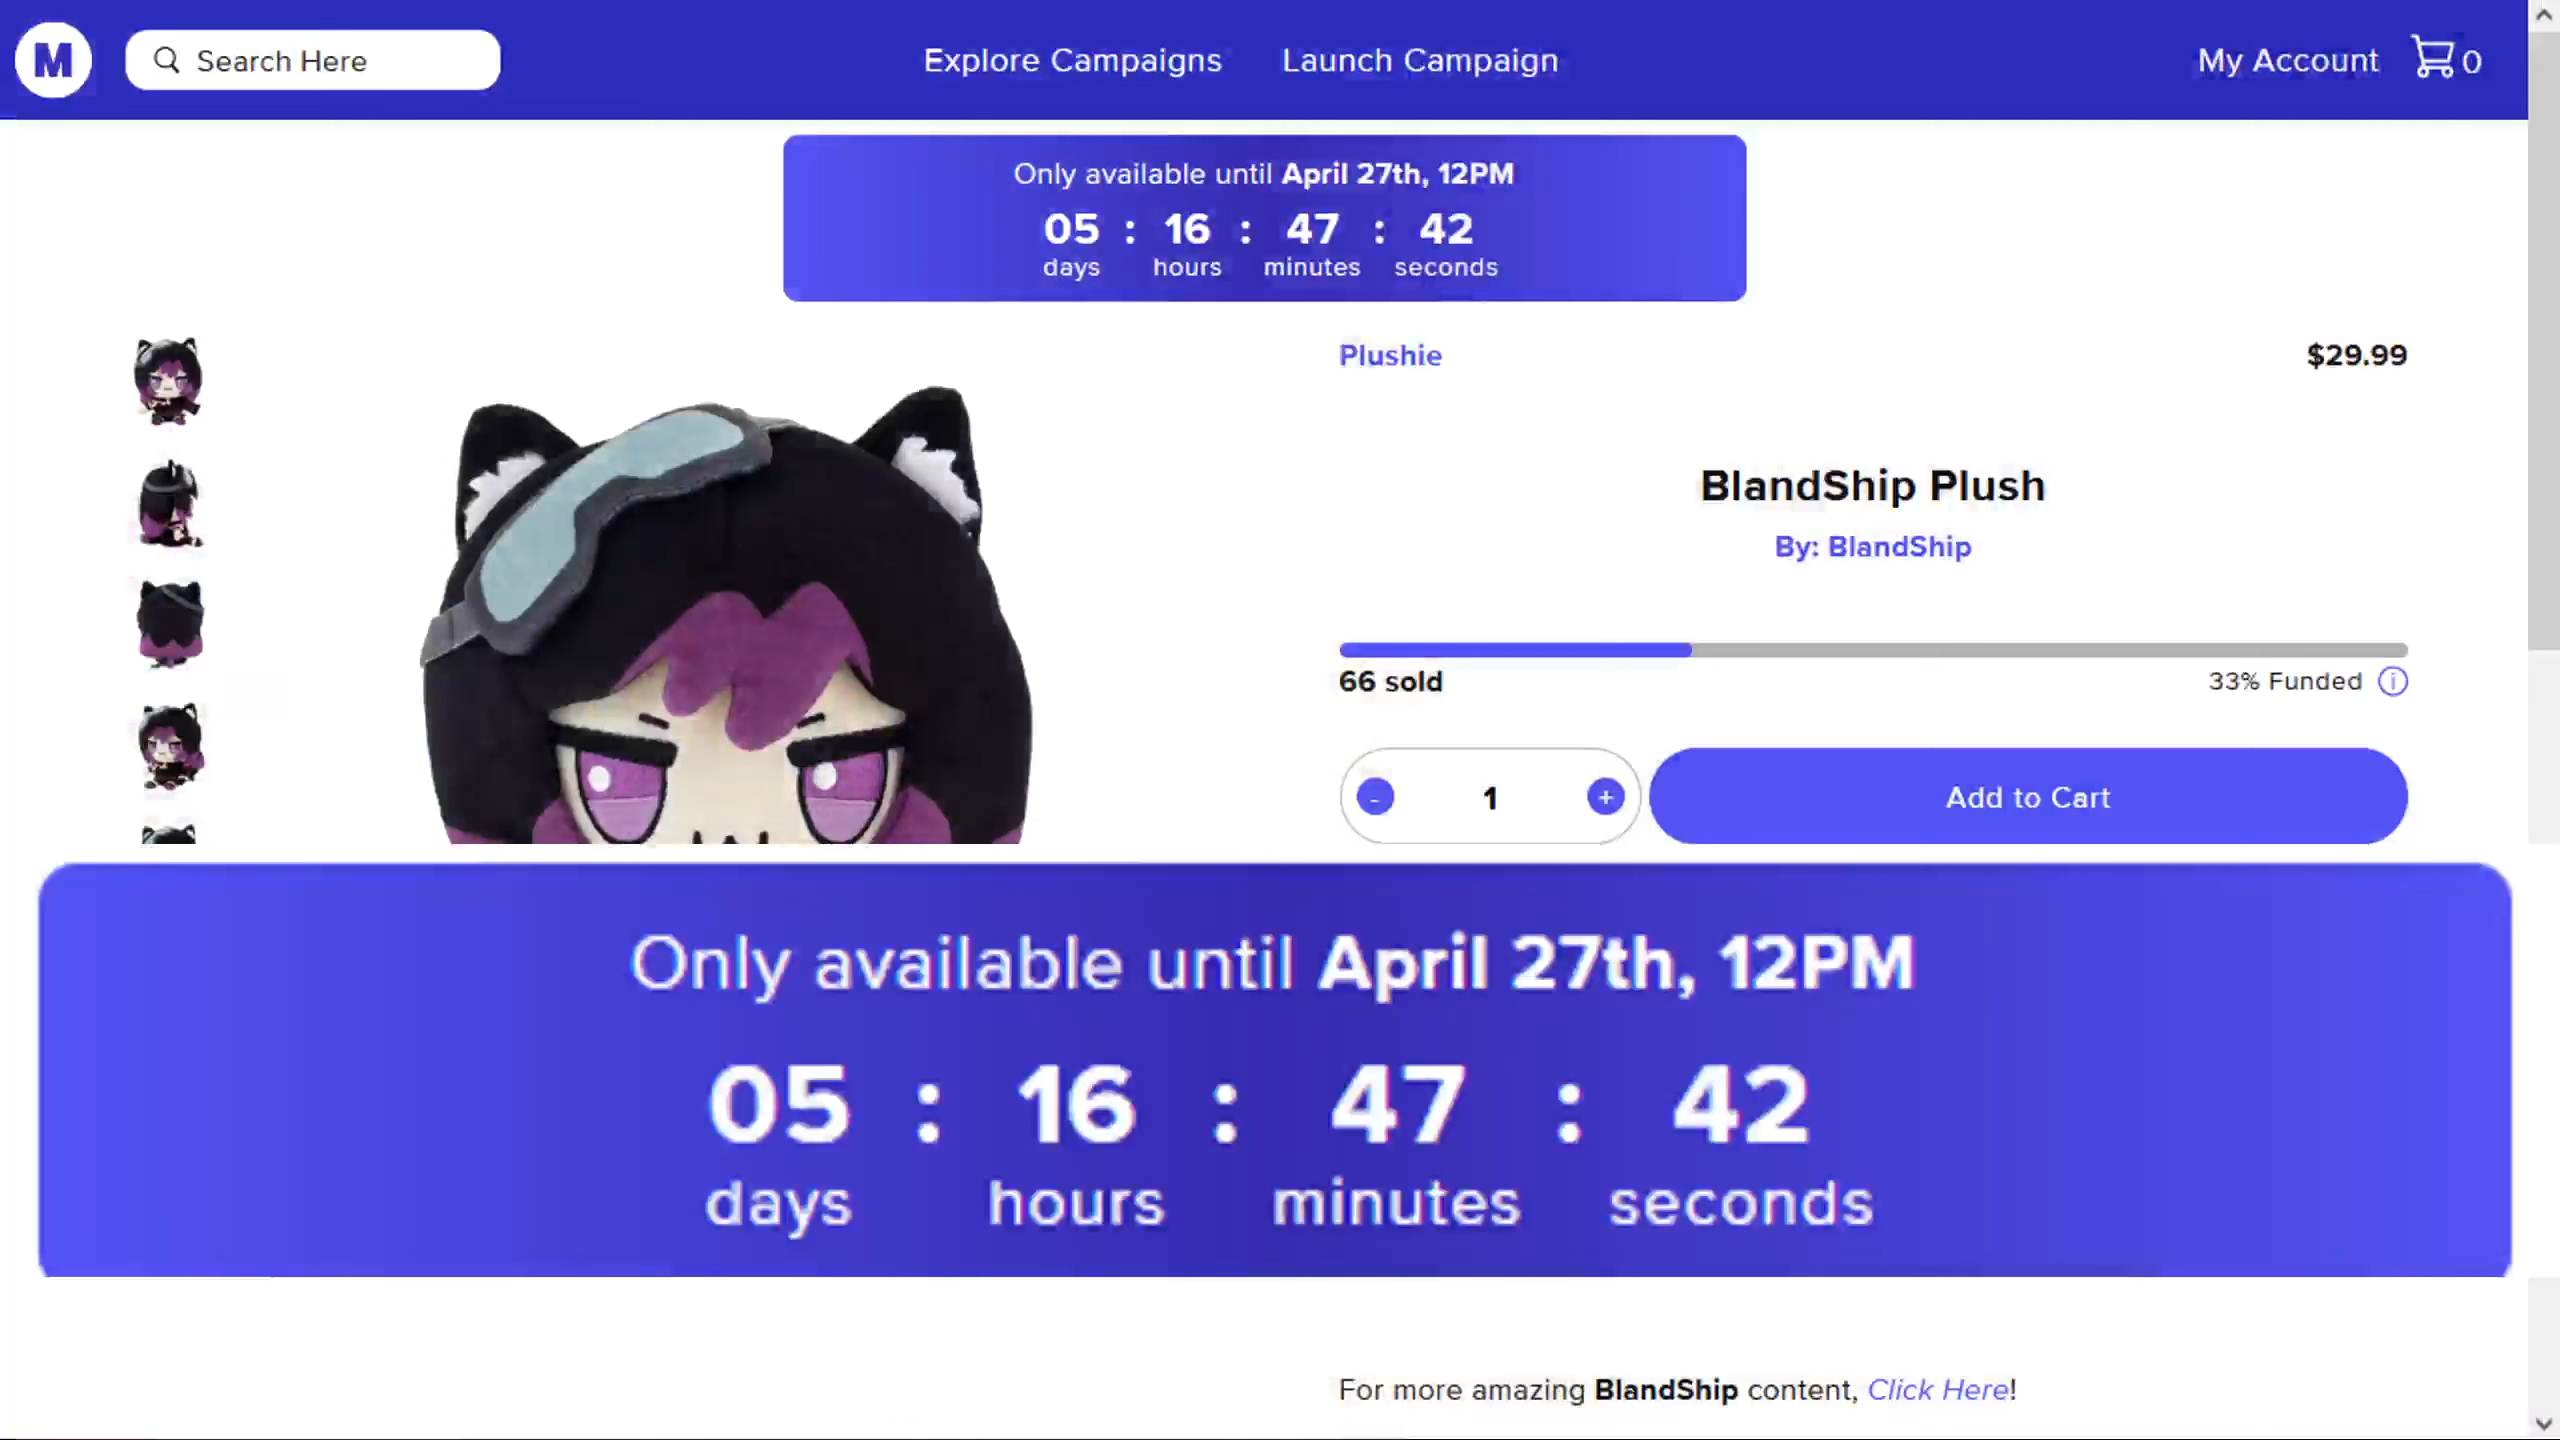 M
Search Here
Explore Campaigns
Launch Campaign
My Account
0
Only available until April 27th, 12PM
05 : 16 : 47 : 42
days hours minutes seconds
Plushie
$29.99
BlandShip Plush
By: BlandShip
66 sold
33% Funded i
- 1 +
Add to Cart
Only available until April 27th, 12PM
05 : 16 : 47 : 42
days hours minutes seconds
For more amazing BlandShip content, Click Here!